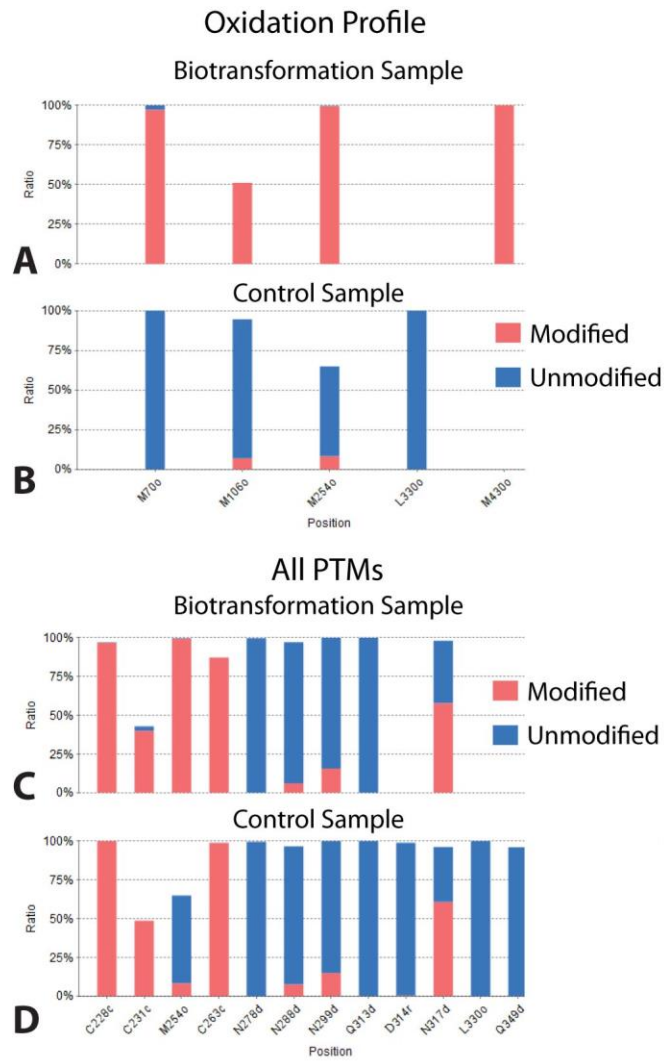 Oxidation Profile
Biotransformation Sample
100%
75%
50%
25%
0%
Ratio
A
Control Sample
100%
75%
50%
25%
0%
Ratio
Modified
Unmodified
B
M70o
M106o
M254o
L330o
M430o
Position
All PTMs
Biotransformation Sample
100%
75%
50%
25%
0%
Ratio
Modified
Unmodified
C
Control Sample
100%
75%
50%
25%
0%
Ratio
D
C228c
C231c
M254o
C263c
N278d
N288d
N299d
Q313d
D314r
N317d
L330o
Q349d
Position